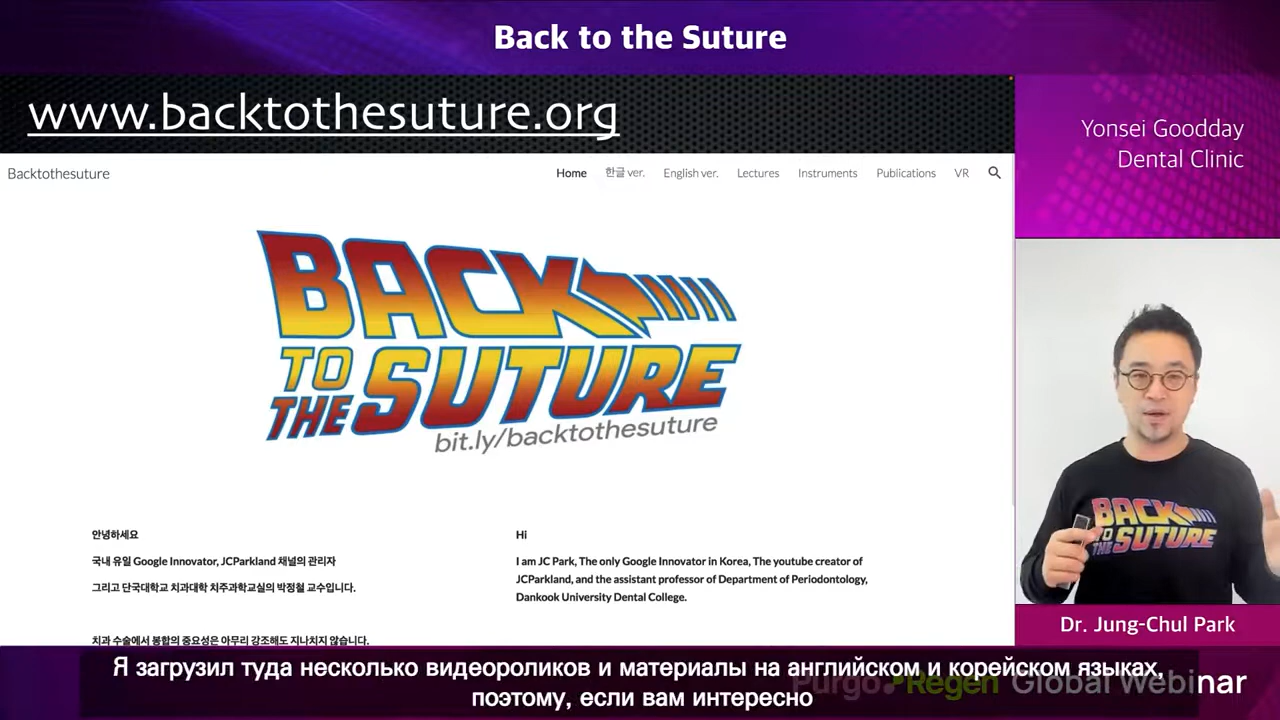 Back to the Suture
www.backtothesuture.org
Yonsei Goodday
Dental Clinic
Backtothesuture
Home 한글 ver. English ver. Lectures Instruments Publications VR
BACK
TO
THE SUTURE
bit.ly/backtothesuture
안녕하세요
국내 유일 Google Innovator, JCParkland 채널의 관리자
그리고 단국대학교 치과대학 치주과학교실의 박정철 교수입니다.
치과 수술에서 봉합의 중요성은 아무리 강조해도 지나치지 않습니다.
Hi
I am JC Park, The only Google Innovator in Korea, The youtube creator of
JCParkland, and the assistant professor of Department of Periodontology,
Dankook University Dental College.
BACK
TO
THE SUTURE
Dr. Jung-Chul Park
Я загрузил туда несколько видеороликов и материалы на английском и корейском языках,
поэтому, если вам интересно
Purgo Regen Global Webinar